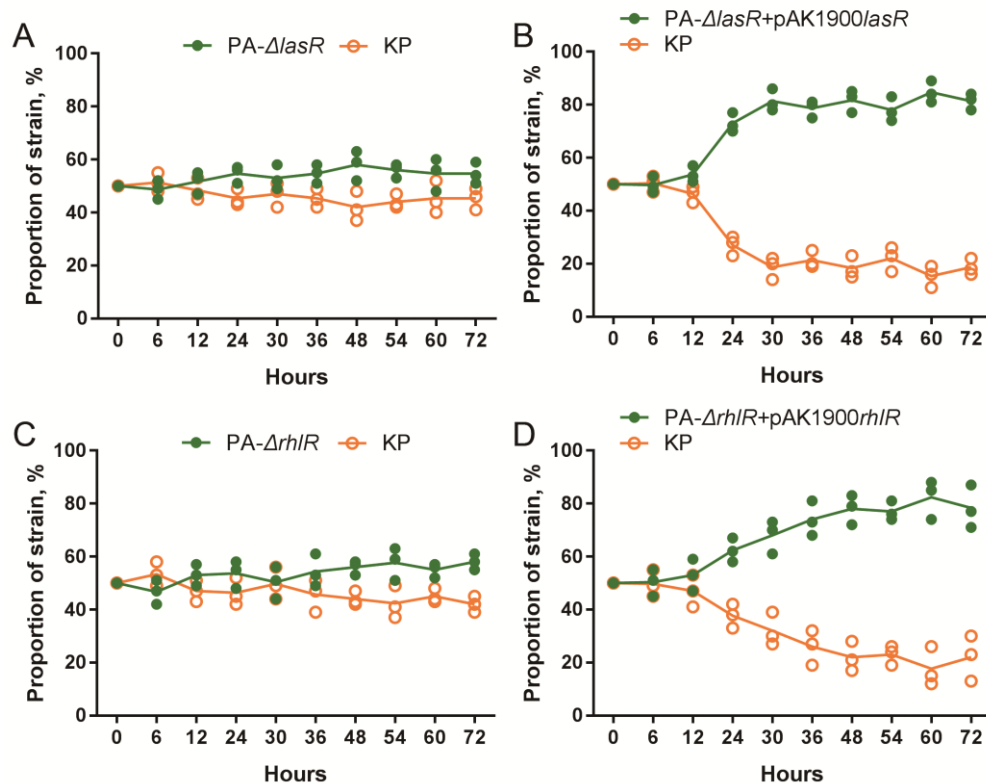 A
PA-ΔlasR KP
Proportion of strain, %
100
80
60
40
20
0
0 6 12 24 30 36 48 54 60 72
Hours
B
PA-ΔlasR+pAK1900lasR
KP
Proportion of strain, %
100
80
60
40
20
0
0 6 12 24 30 36 48 54 60 72
Hours
C
PA-ΔrhlR KP
Proportion of strain, %
100
80
60
40
20
0
0 6 12 24 30 36 48 54 60 72
Hours
D
PA-ΔrhlR+pAK1900rhlR
KP
Proportion of strain, %
100
80
60
40
20
0
0 6 12 24 30 36 48 54 60 72
Hours